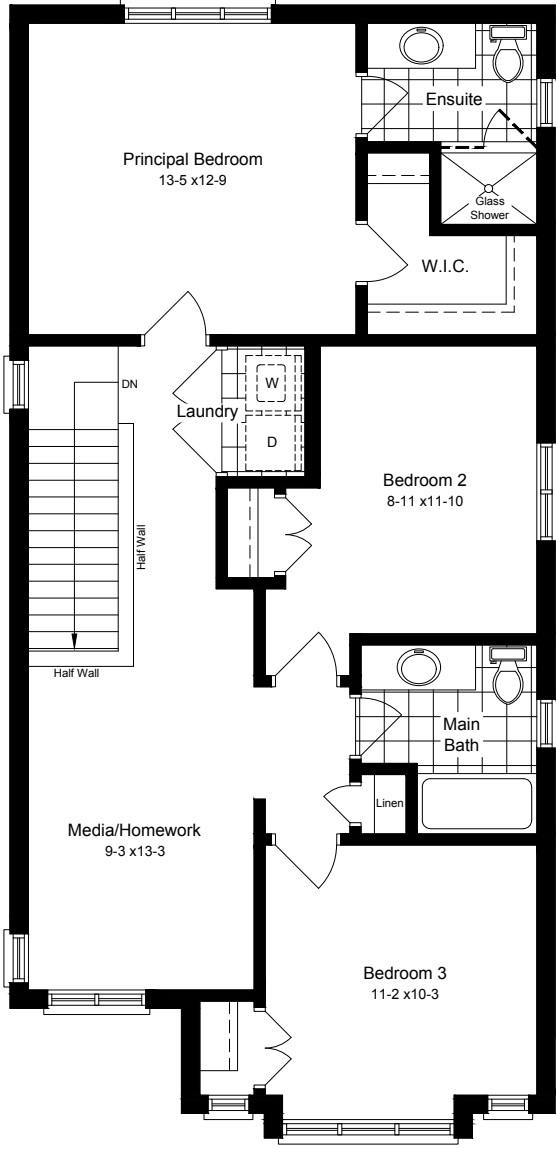 Ensuite
Principal Bedroom
13-5 x12-9
Glass
Shower
W.I.C.
DN
W
Laundry
D
Bedroom 2
8-11 x11-10
Half Wall
Half Wall
Main
Bath
Linen
Media/Homework
9-3 x13-3
Bedroom 3
11-2 x10-3